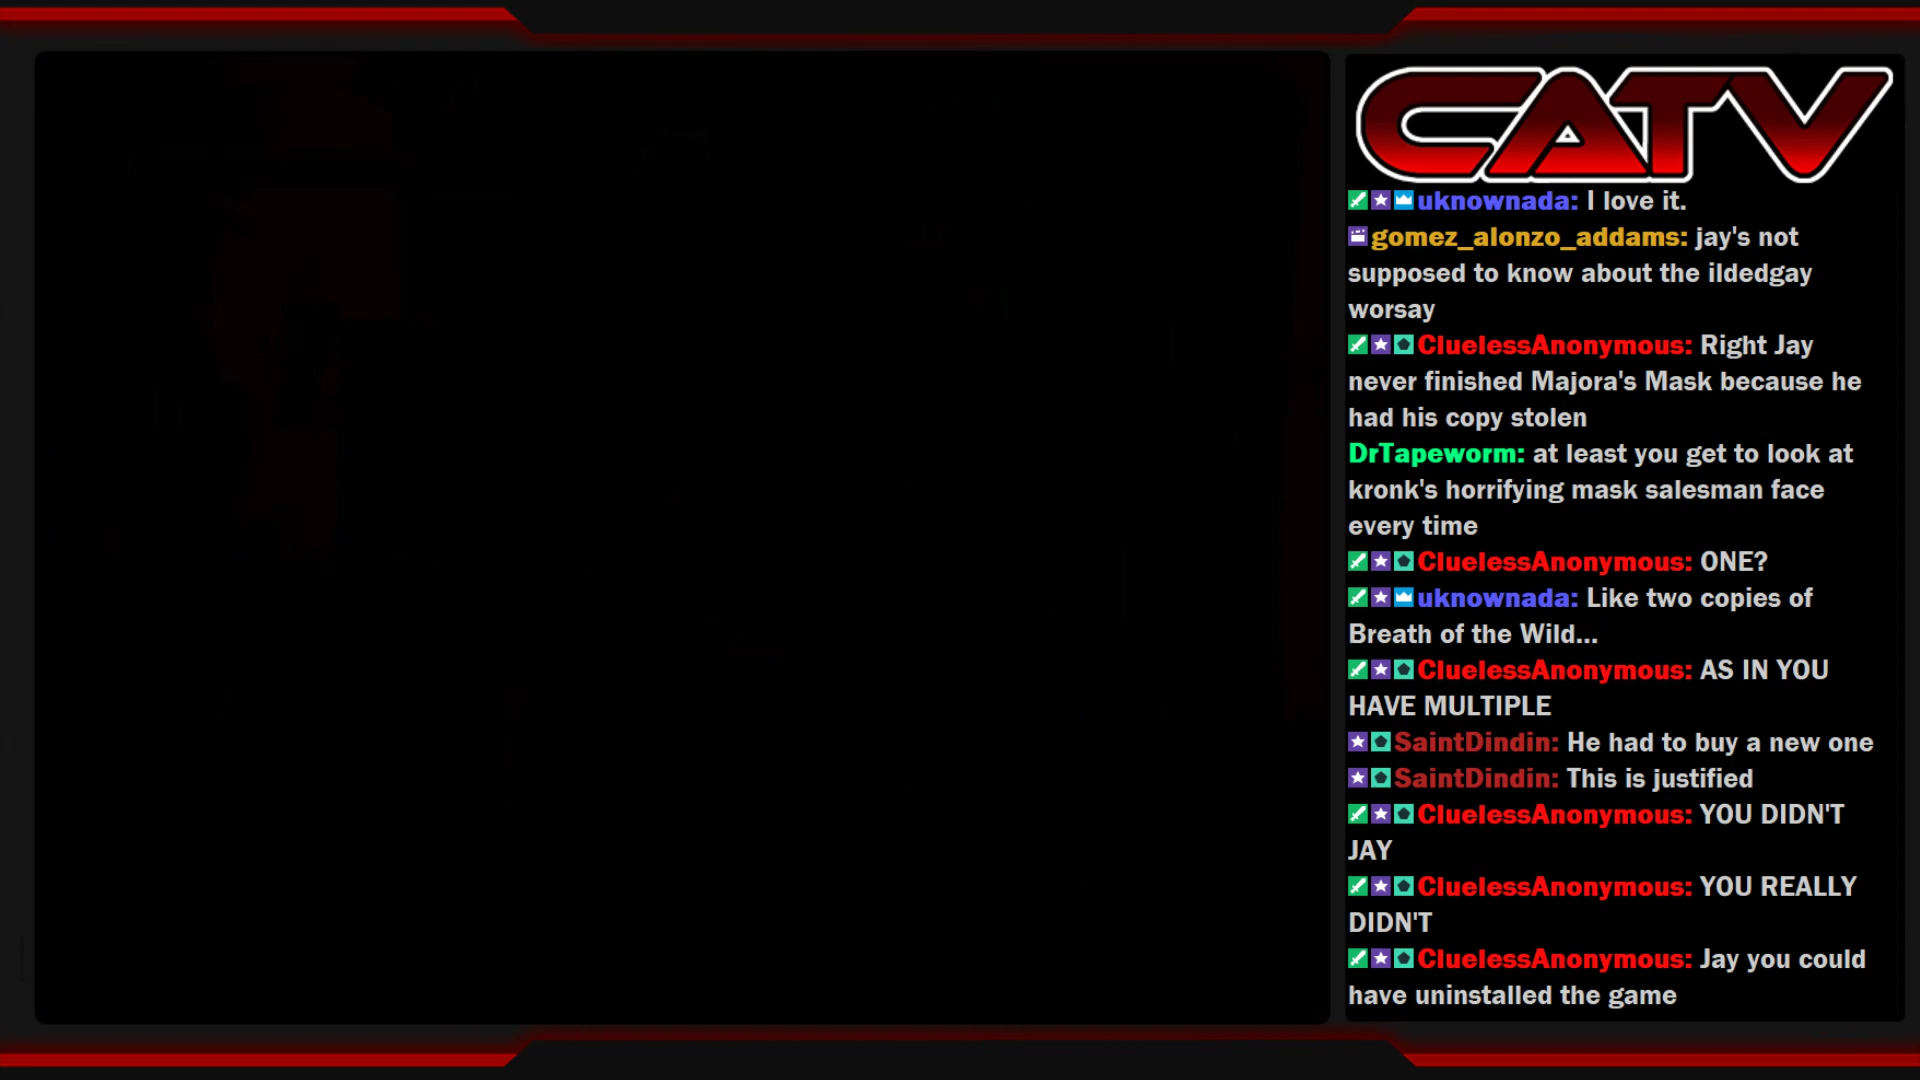 CATV
uknownada: I love it.
gomez_alonzo_addams: jay's not
supposed to know about the ildedgay
worsay
CluelessAnonymous: Right Jay
never finished Majora's Mask because he
had his copy stolen
DrTapeworm: at least you get to look at
kronk's horrifying mask salesman face
every time
CluelessAnonymous: ONE?
uknownada: Like two copies of
Breath of the Wild...
CluelessAnonymous: AS IN YOU
HAVE MULTIPLE
SaintDindin: He had to buy a new one
SaintDindin: This is justified
CluelessAnonymous: YOU DIDN'T
JAY
CluelessAnonymous: YOU REALLY
DIDN'T
CluelessAnonymous: Jay you could
have uninstalled the game